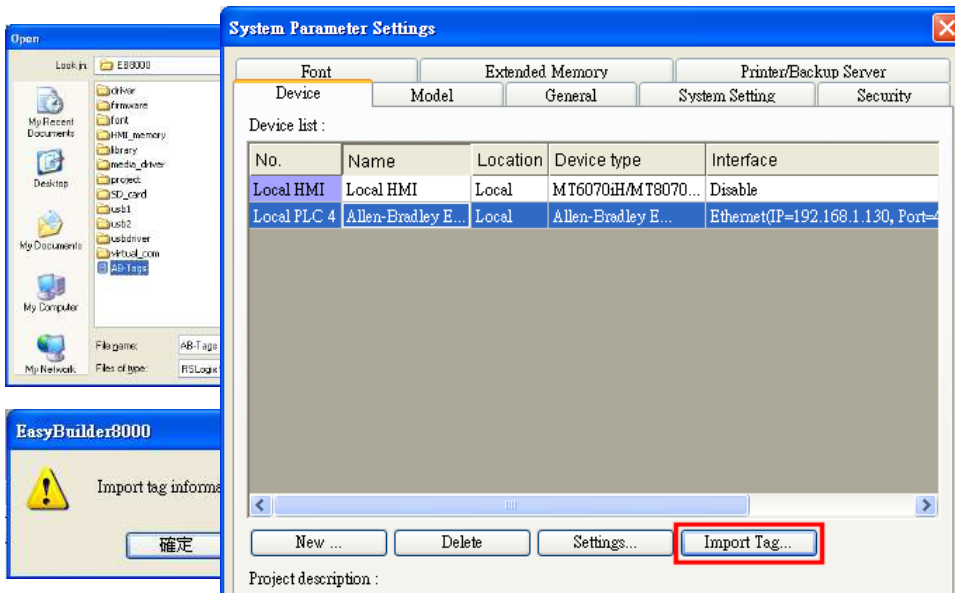 Open
Look in: EB8000
My Recent Documents
Desktop
My Documents
My Computer
My Network
driver
firmware
font
HMI_memory
library
media_driver
project
SD_card
usb1
usb2
usbdriver
virtual_com
AB-Tags
File name: AB-Tags
Files of type: RSLogix
EasyBuilder8000
Import tag informa
確定
System Parameter Settings
Font Extended Memory Printer/Backup Server
Device Model General System Setting Security
Device list :
No. Name Location Device type Interface
Local HMI Local HMI Local MT6070iH/MT8070... Disable
Local PLC 4 Allen-Bradley E... Local Allen-Bradley E... Ethernet(IP=192.168.1.130, Port=4
New ... Delete Settings... Import Tag...
Project description :